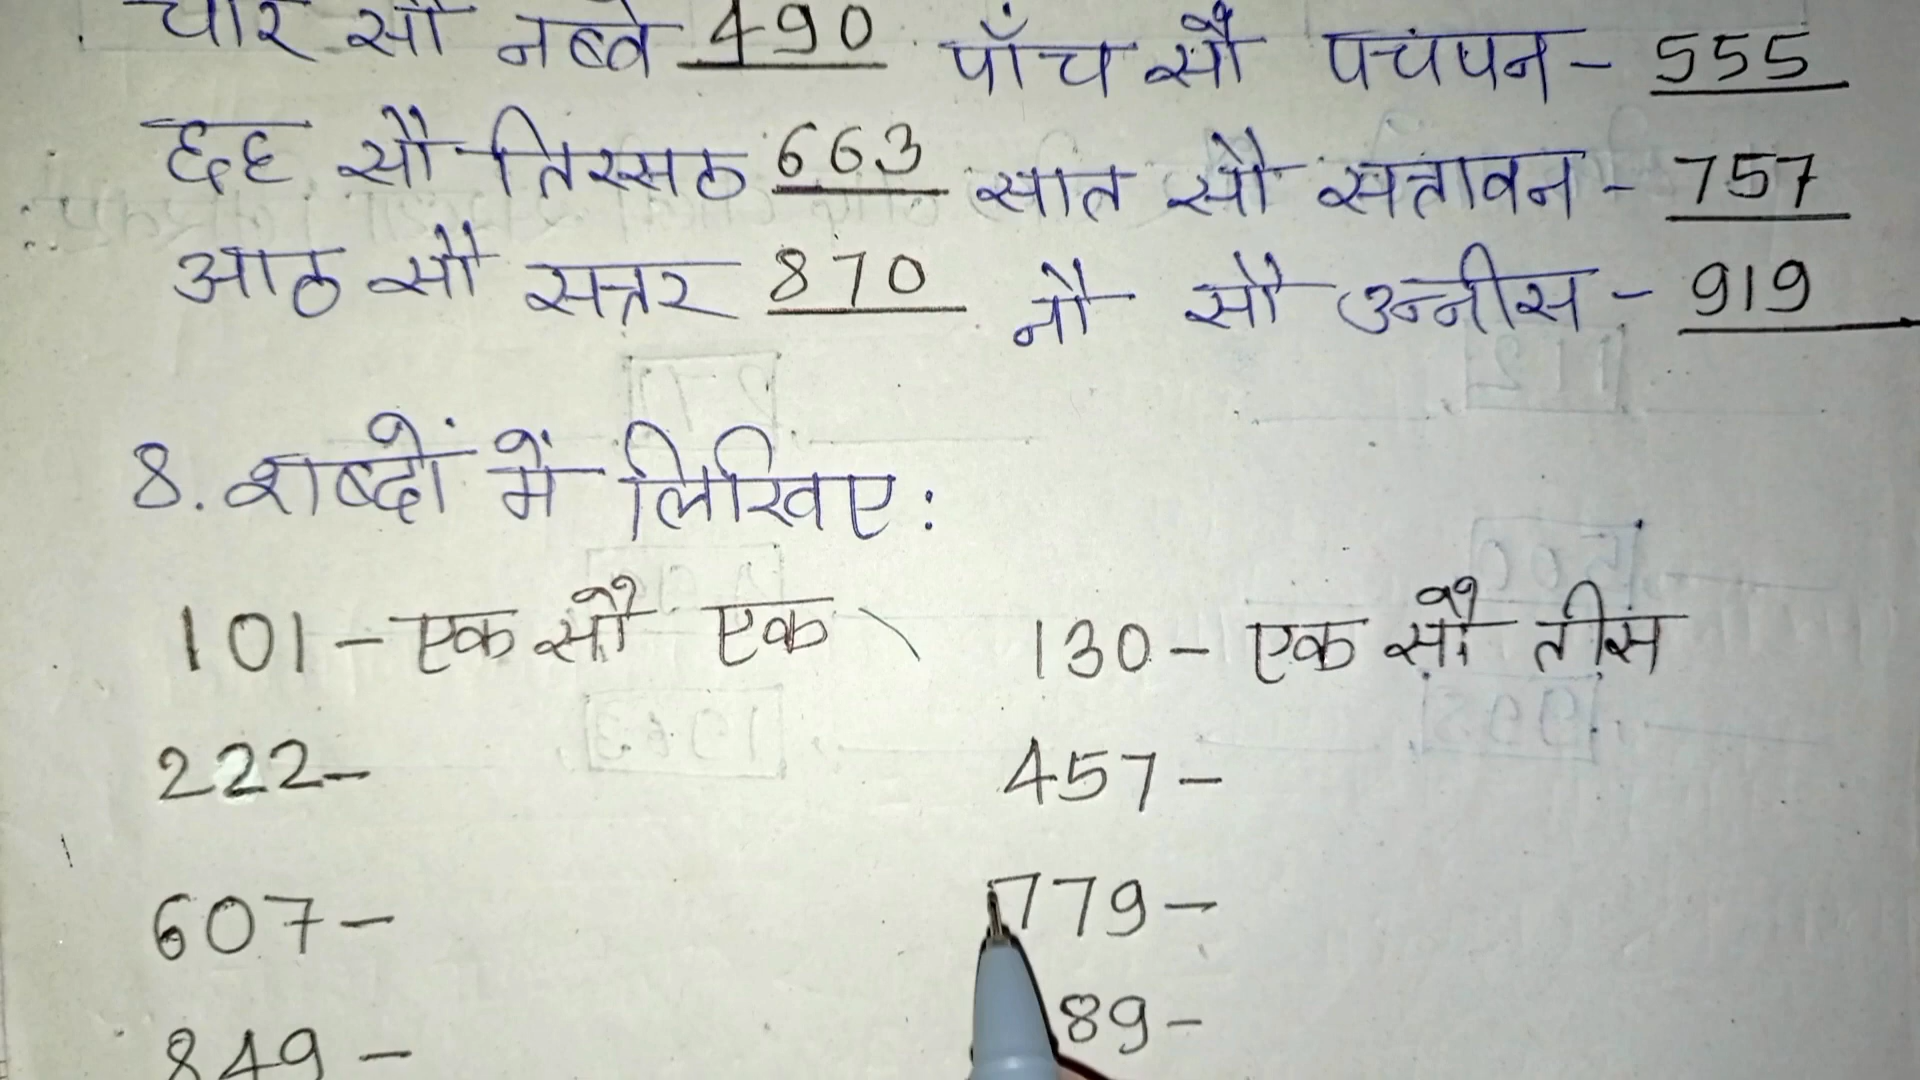 चार सौ नब्बे 490 पाँच सौ पचपन - 555
छह सौ तिरसठ 663 सात सौ सत्तावन - 757
आठ सौ सत्तर 870 नौ सौ उन्नीस - 919
8. शब्दों में लिखिए:
101 - एक सौ एक 130 - एक सौ तीस
222 - 457 -
607 - 779 -
849 - 89 -